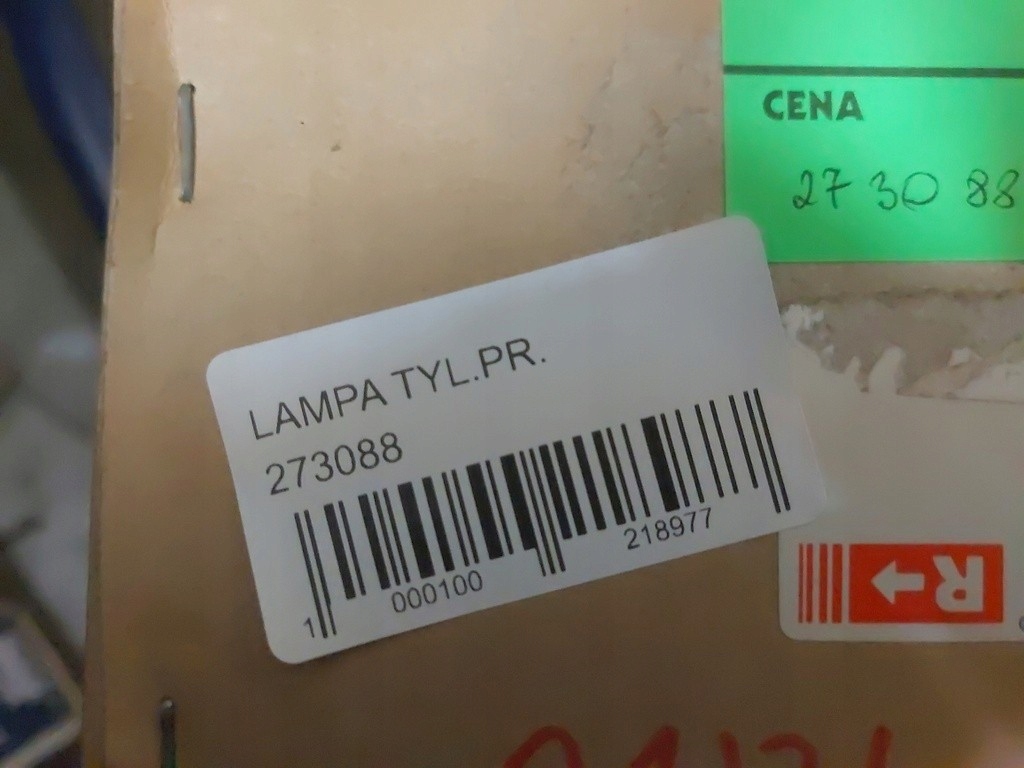 CENA
27 30 88
LAMPA TYL.PR.
273088
1 000100 218977
R